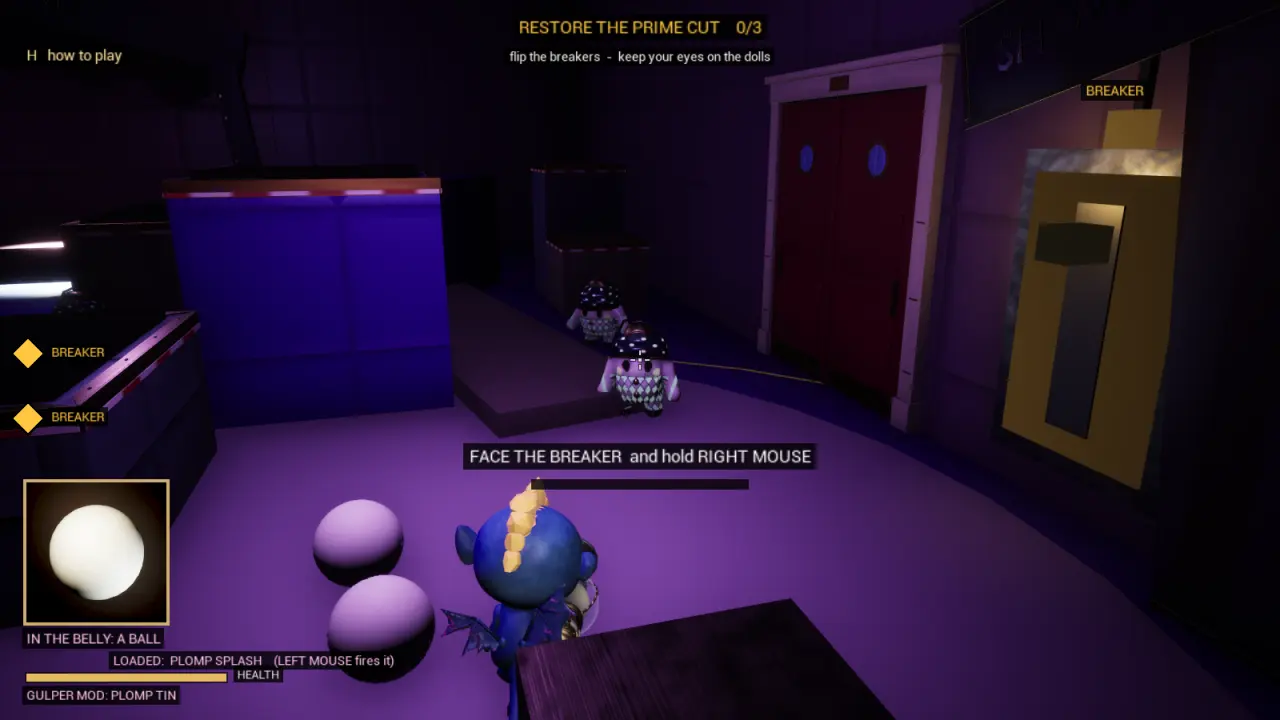 RESTORE THE PRIME CUT 0/3
H how to play
flip the breakers - keep your eyes on the dolls
BREAKER
BREAKER
BREAKER
FACE THE BREAKER and hold RIGHT MOUSE
IN THE BELLY: A BALL
LOADED: PLOMP SPLASH (LEFT MOUSE fires it)
HEALTH
GULPER MOD: PLOMP TIN